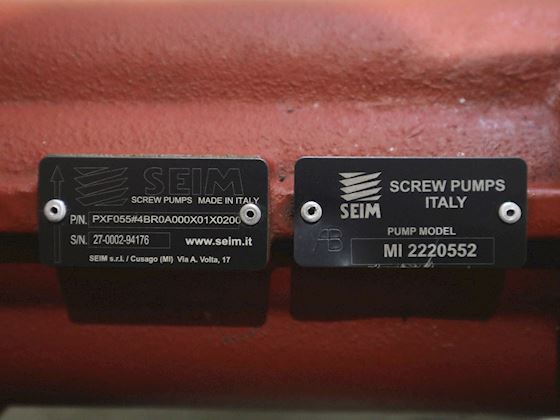 SEIM
SCREW PUMPS MADE IN ITALY
P/N. PXF055#4BR0A000X01X0200
S/N. 27-0002-94176 www.seim.it
SEIM s.r.l. / Cusago (MI) Via A. Volta, 17
SEIM
SCREW PUMPS
ITALY
PUMP MODEL
AB
MI 2220552